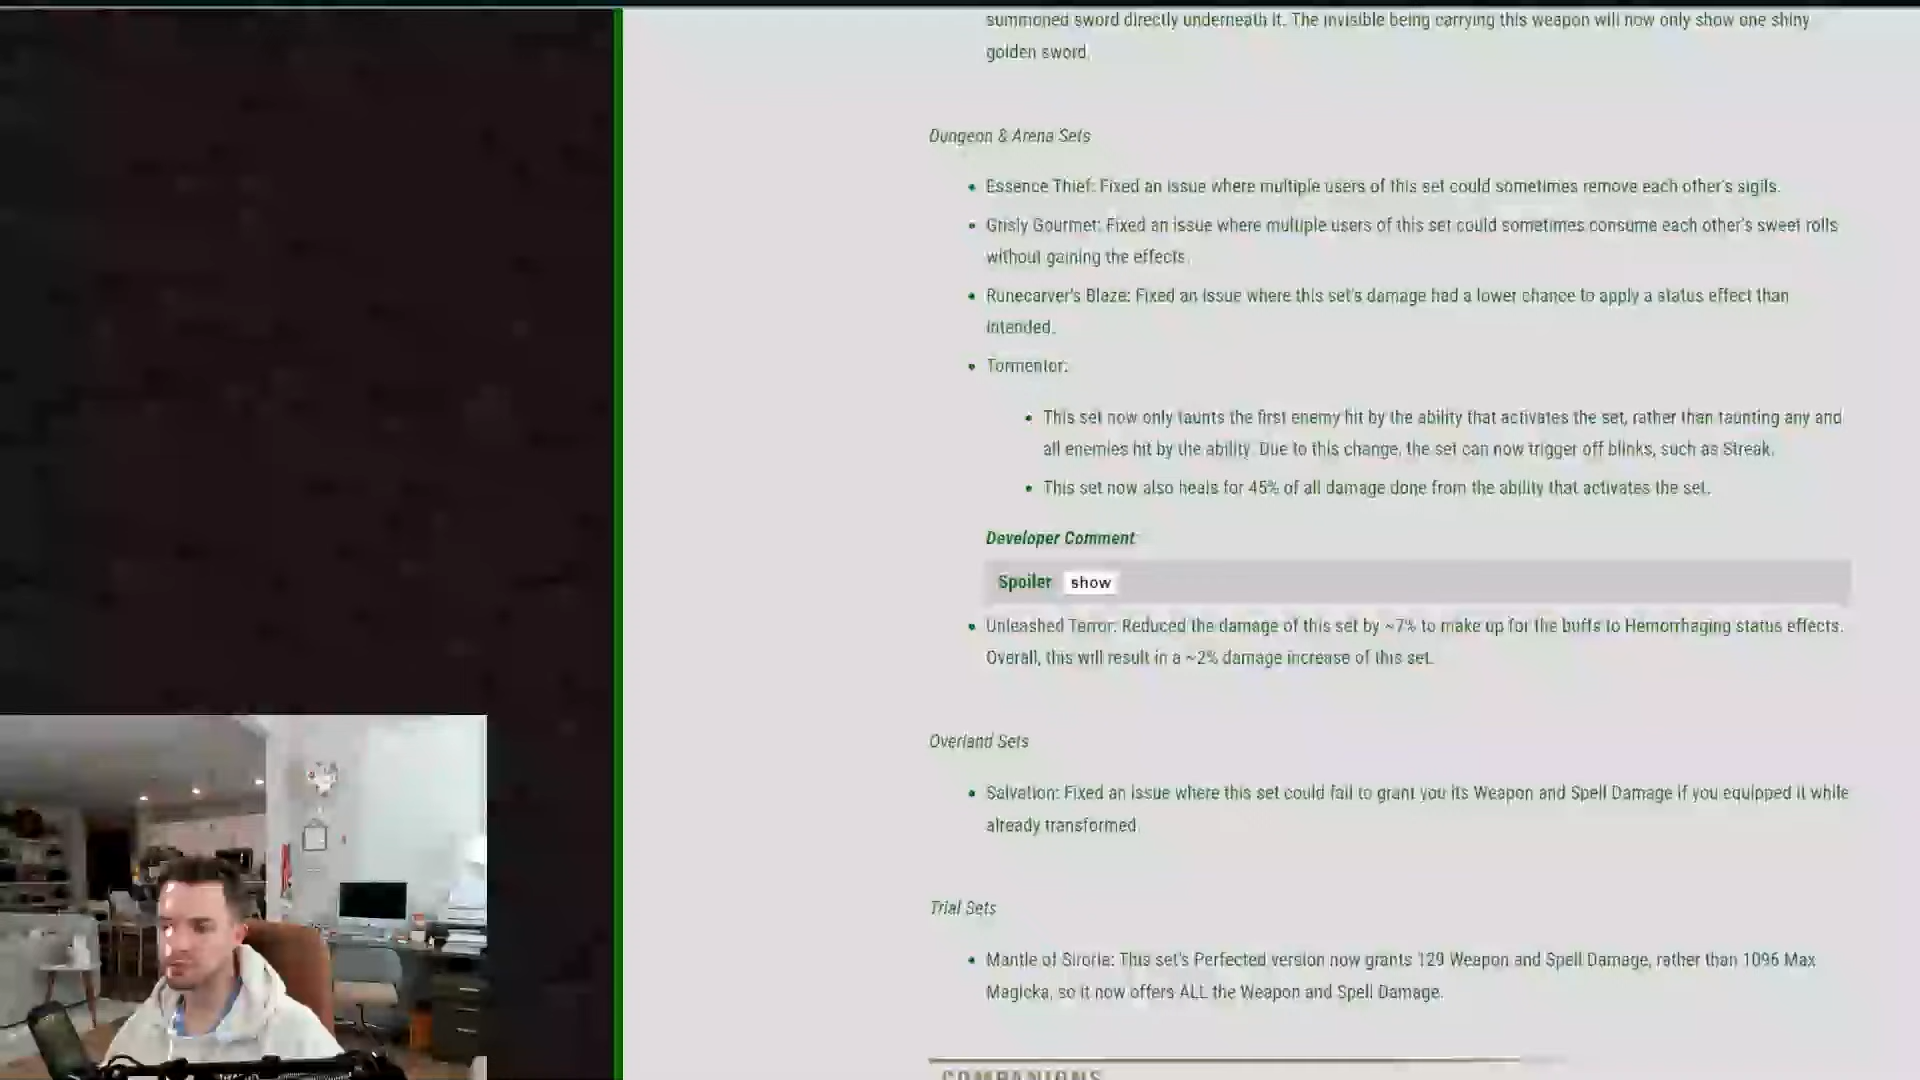 summoned sword directly underneath it. The invisible being carrying this weapon will now only show one shiny
golden sword.
Dungeon & Arena Sets
Essence Thief: Fixed an issue where multiple users of this set could sometimes remove each other's sigils.
Grisly Gourmet: Fixed an issue where multiple users of this set could sometimes consume each other's sweet rolls
without gaining the effects.
Runecarver's Blaze: Fixed an issue where this set's damage had a lower chance to apply a status effect than
intended.
Tormentor:
This set now only taunts the first enemy hit by the ability that activates the set, rather than taunting any and
all enemies hit by the ability. Due to this change, the set can now trigger off blinks, such as Streak.
This set now also heals for 45% of all damage done from the ability that activates the set.
Developer Comment:
Spoiler show
Unleashed Terror: Reduced the damage of this set by ~7% to make up for the buffs to Hemorrhaging status effects.
Overall, this will result in a ~2% damage increase of this set.
Overland Sets
Salvation: Fixed an issue where this set could fail to grant you its Weapon and Spell Damage if you equipped it while
already transformed.
Trial Sets
Mantle of Siroria: This set's Perfected version now grants 129 Weapon and Spell Damage, rather than 1096 Max
Magicka, so it now offers ALL the Weapon and Spell Damage.
COMPANIONS